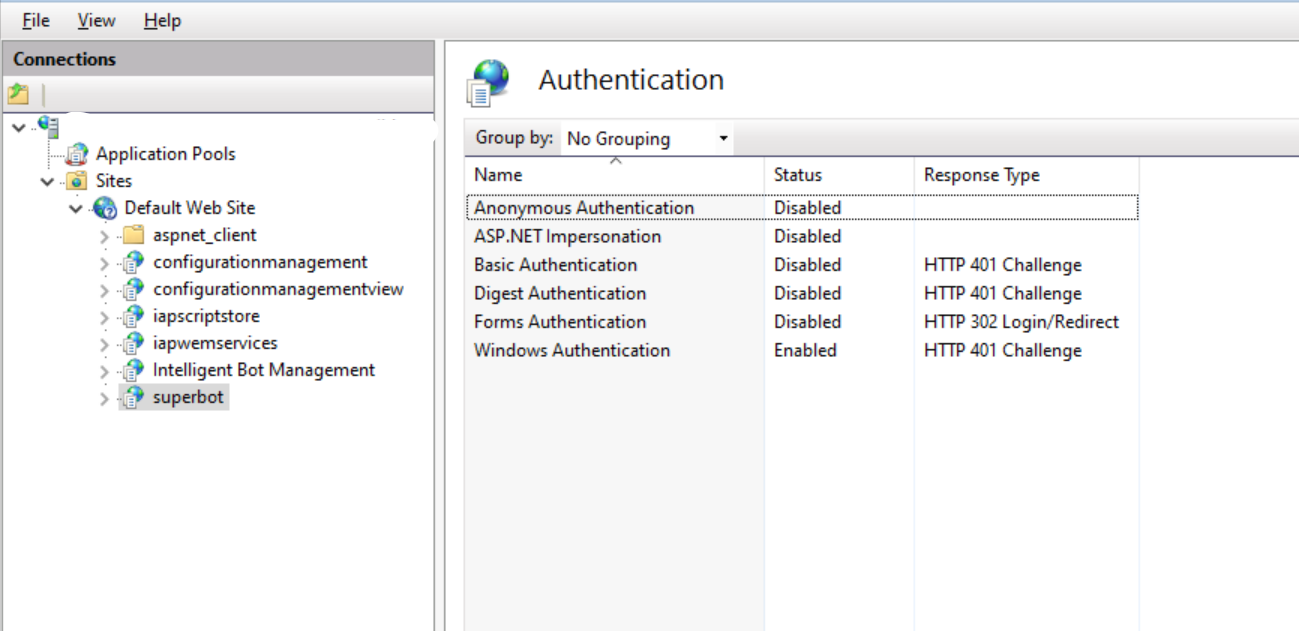 File View Help
Connections
Application Pools
Sites
Default Web Site
aspnet_client
configurationmanagement
configurationmanagementview
iapscriptstore
iapwemservices
Intelligent Bot Management
superbot
Authentication
Group by: No Grouping
Name Status Response Type
Anonymous Authentication Disabled
ASP.NET Impersonation Disabled
Basic Authentication Disabled HTTP 401 Challenge
Digest Authentication Disabled HTTP 401 Challenge
Forms Authentication Disabled HTTP 302 Login/Redirect
Windows Authentication Enabled HTTP 401 Challenge